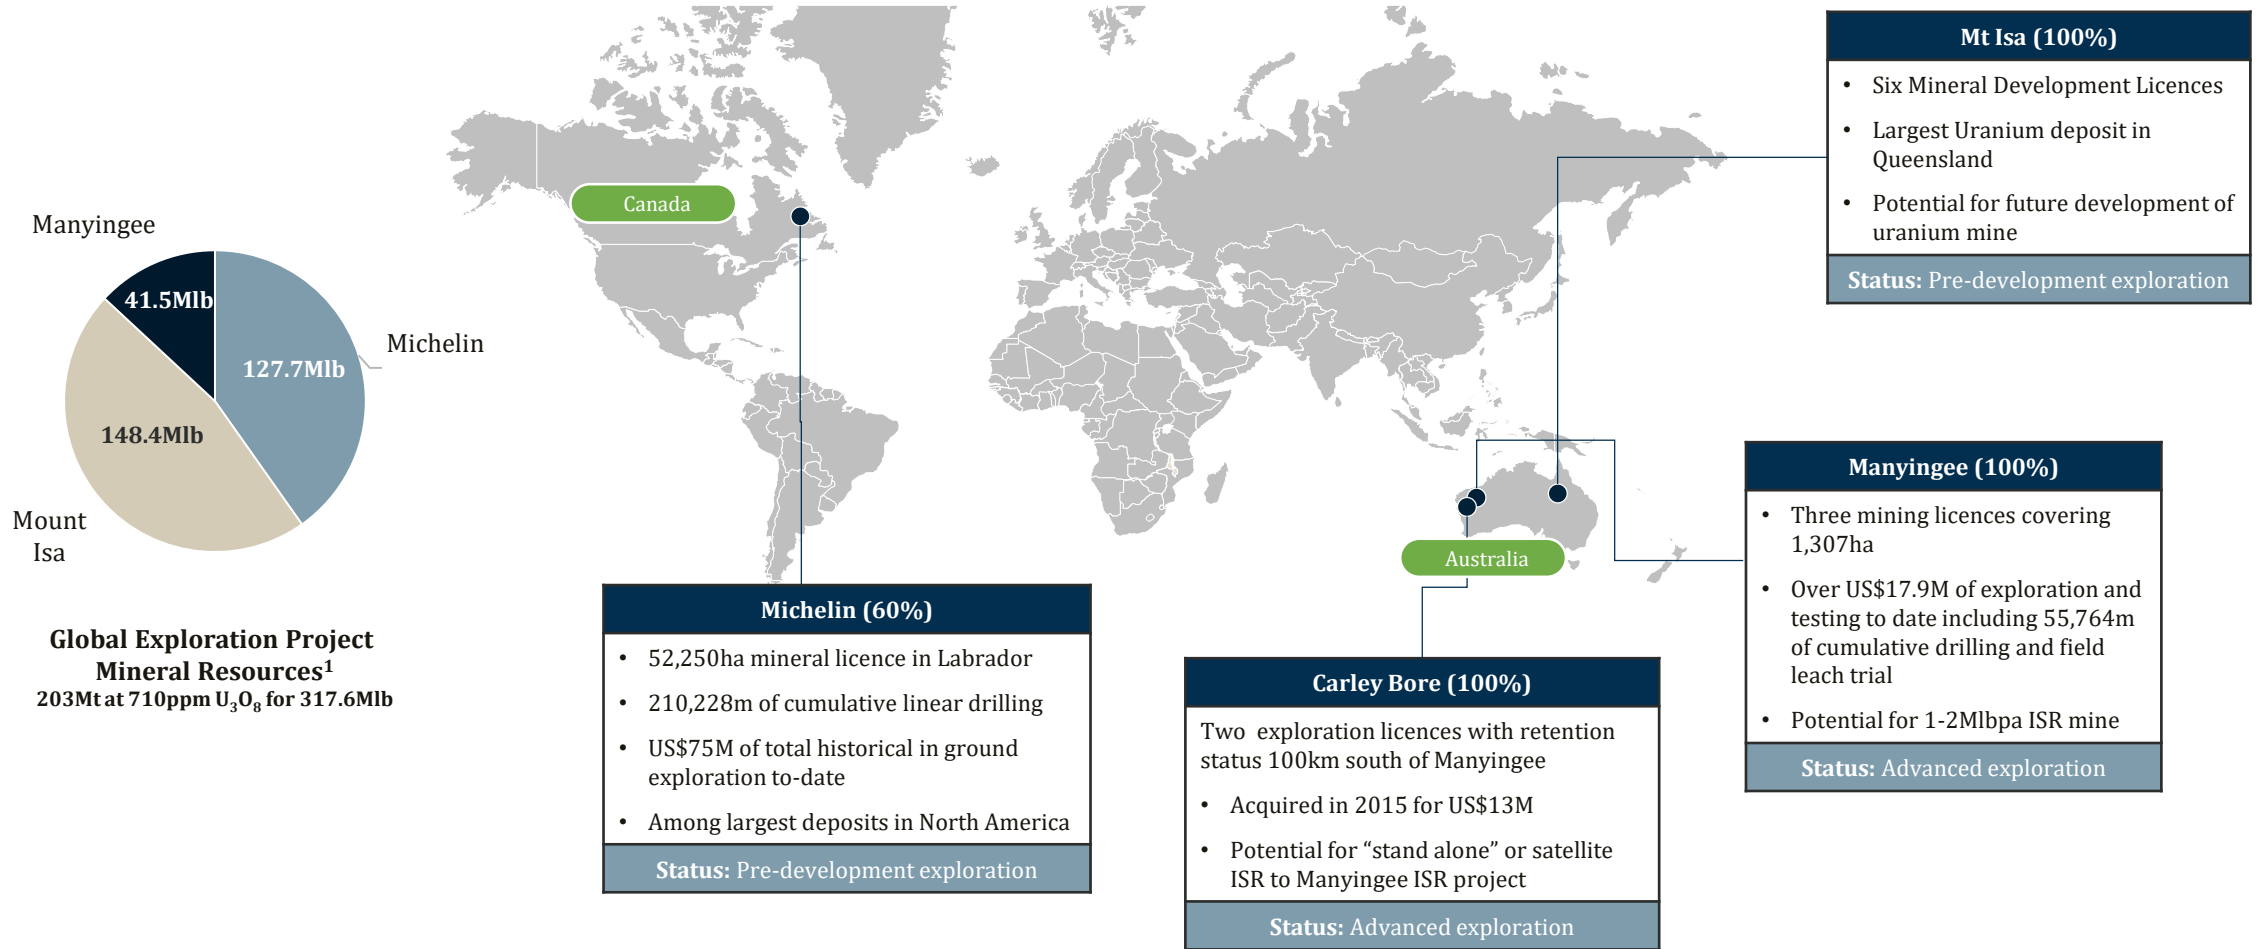 Manyingee
41.5Mlb
127.7Mlb
Michelin
148.4Mlb
Mount
Isa
Global Exploration Project
Mineral Resources¹
203Mt at 710ppm U₃O₈ for 317.6Mlb
Canada
Australia
Michelin (60%)
• 52,250ha mineral licence in Labrador
• 210,228m of cumulative linear drilling
• US$75M of total historical in ground
exploration to-date
• Among largest deposits in North America
Status: Pre-development exploration
Carley Bore (100%)
Two exploration licences with retention
status 100km south of Manyingee
• Acquired in 2015 for US$13M
• Potential for “stand alone” or satellite
ISR to Manyingee ISR project
Status: Advanced exploration
Mt Isa (100%)
• Six Mineral Development Licences
• Largest Uranium deposit in
Queensland
• Potential for future development of
uranium mine
Status: Pre-development exploration
Manyingee (100%)
• Three mining licences covering
1,307ha
• Over US$17.9M of exploration and
testing to date including 55,764m
of cumulative drilling and field
leach trial
• Potential for 1-2Mlbpa ISR mine
Status: Advanced exploration